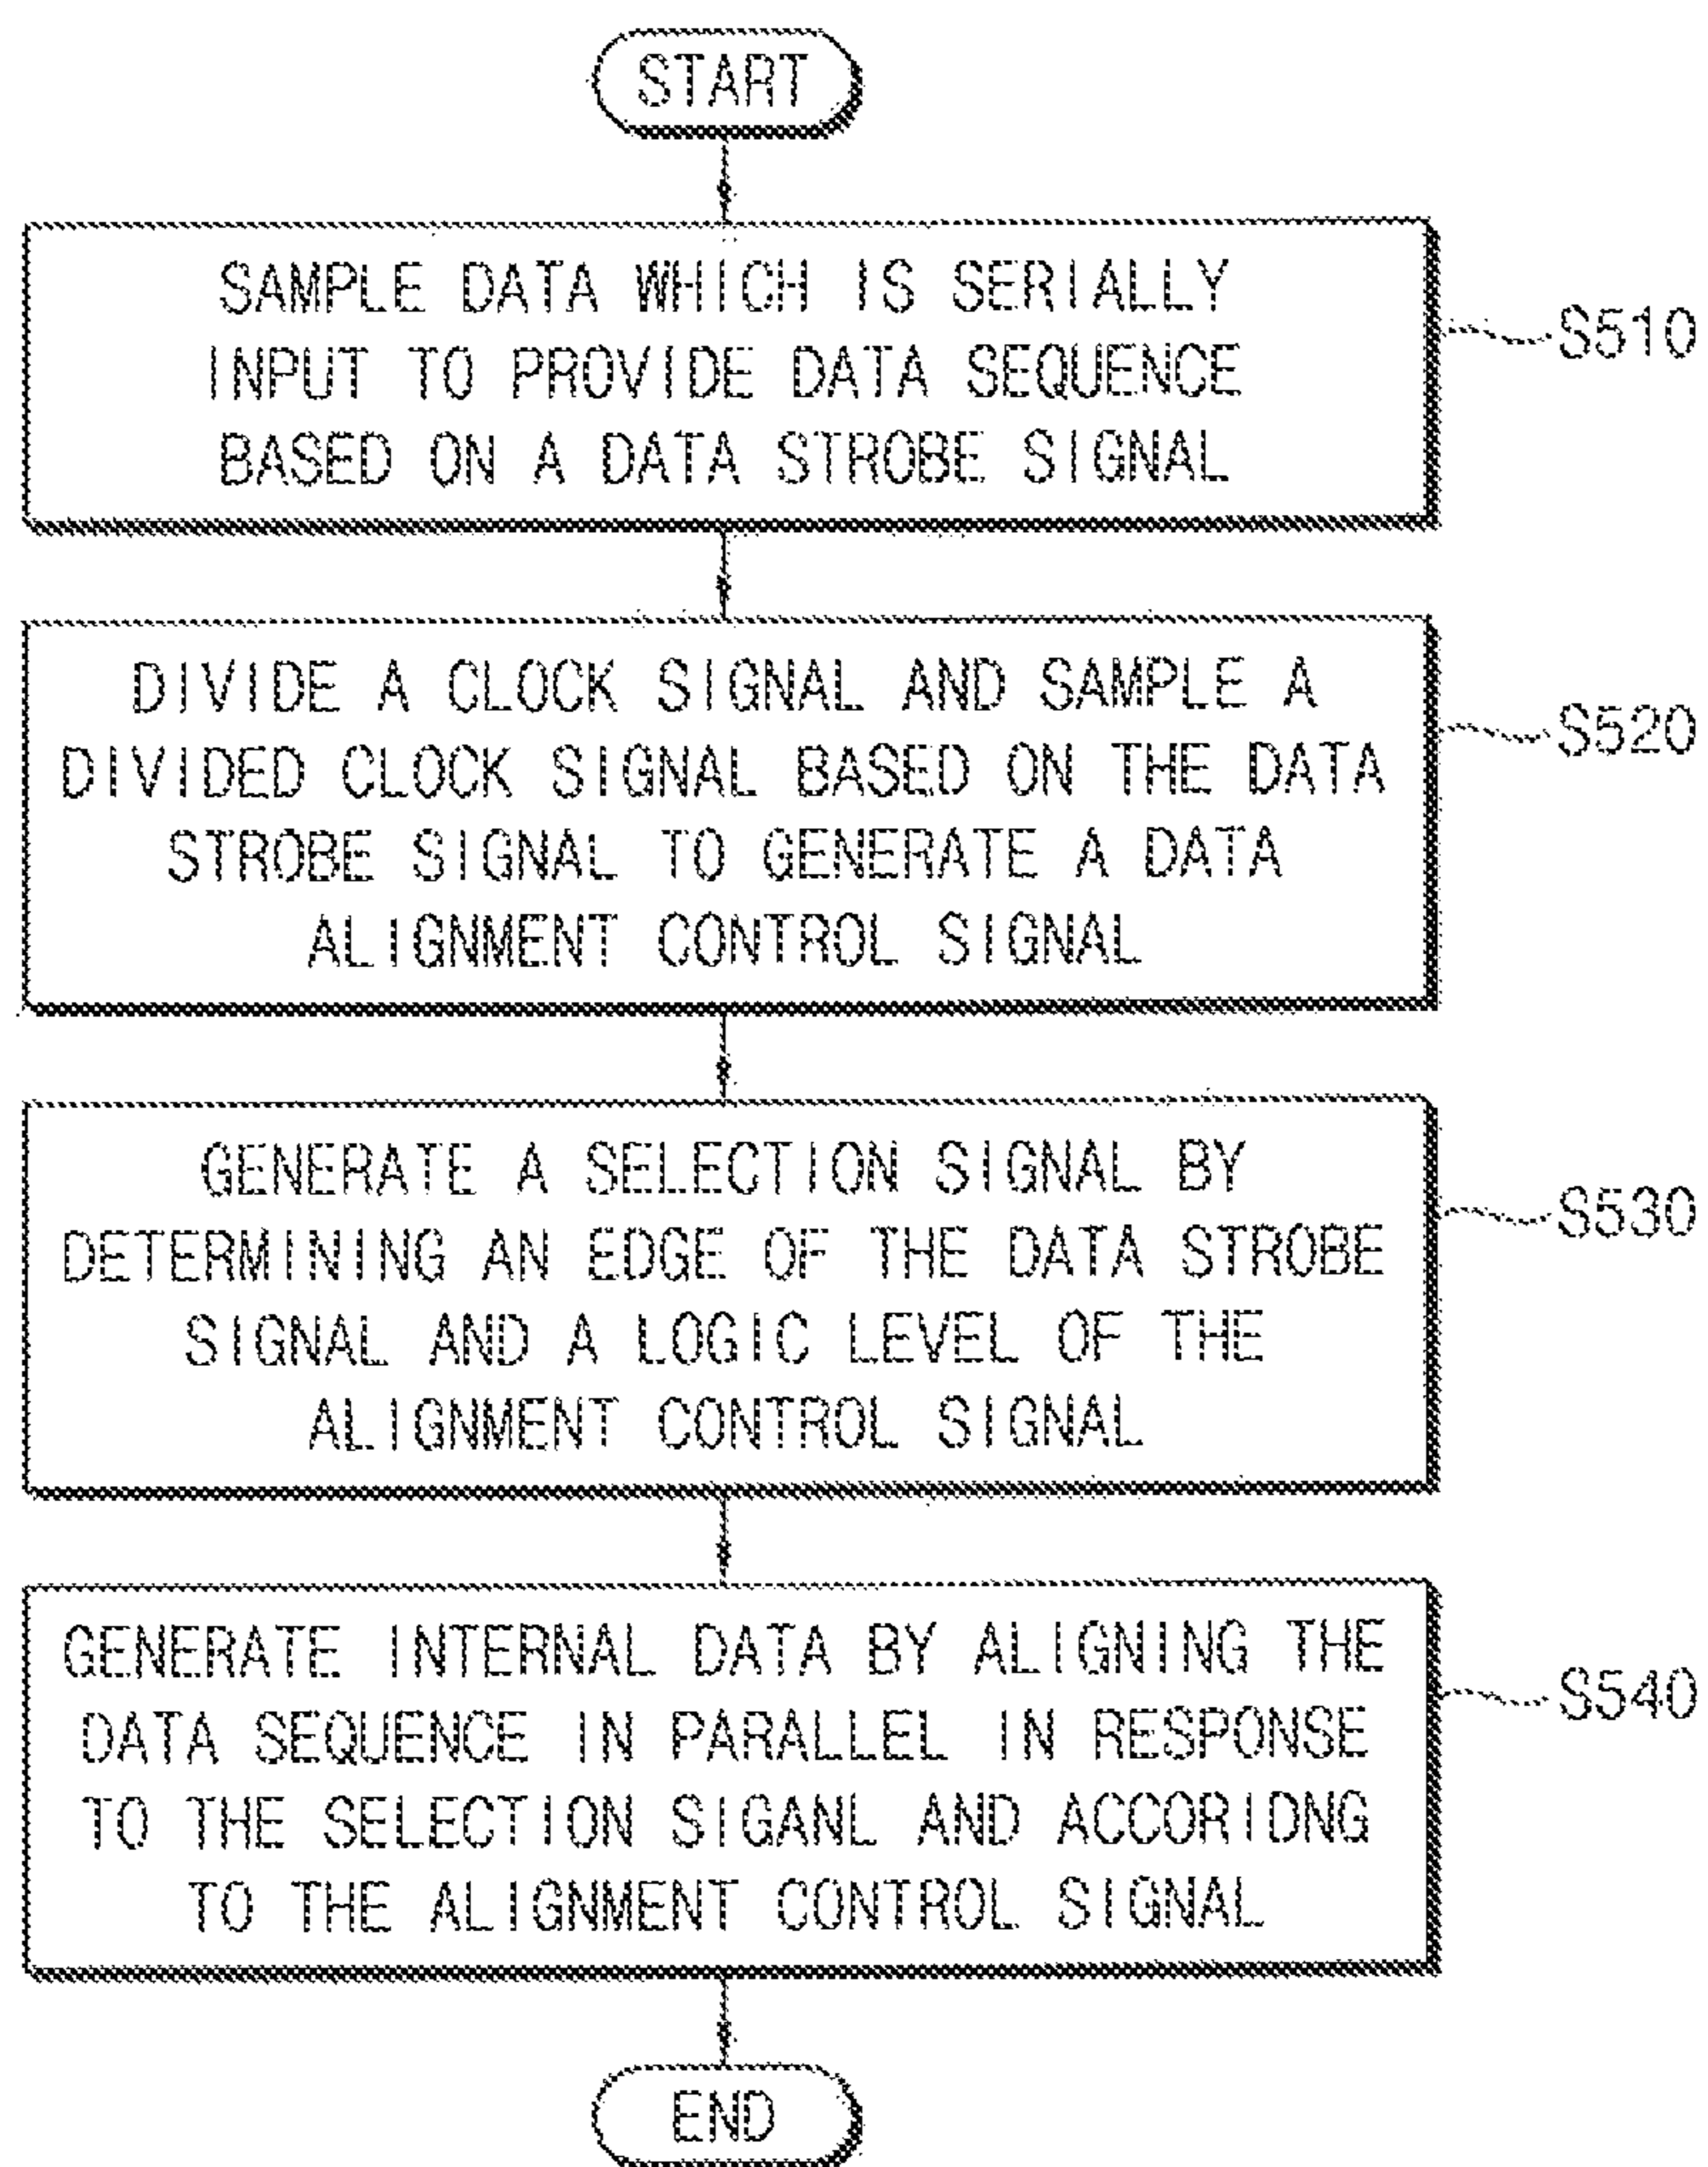 START
SAMPLE DATA WHICH IS SERIALLY
INPUT TO PROVIDE DATA SEQUENCE
BASED ON A DATA STROBE SIGNAL
S510
DIVIDE A CLOCK SIGNAL AND SAMPLE A
DIVIDED CLOCK SIGNAL BASED ON THE DATA
STROBE SIGNAL TO GENERATE A DATA
ALIGNMENT CONTROL SIGNAL
S520
GENERATE A SELECTION SIGNAL BY
DETERMINING AN EDGE OF THE DATA STROBE
SIGNAL AND A LOGIC LEVEL OF THE
ALIGNMENT CONTROL SIGNAL
S530
GENERATE INTERNAL DATA BY ALIGNING THE
DATA SEQUENCE IN PARALLEL IN RESPONSE
TO THE SELECTION SIGANL AND ACCORIDNG
TO THE ALIGNMENT CONTROL SIGNAL
S540
END